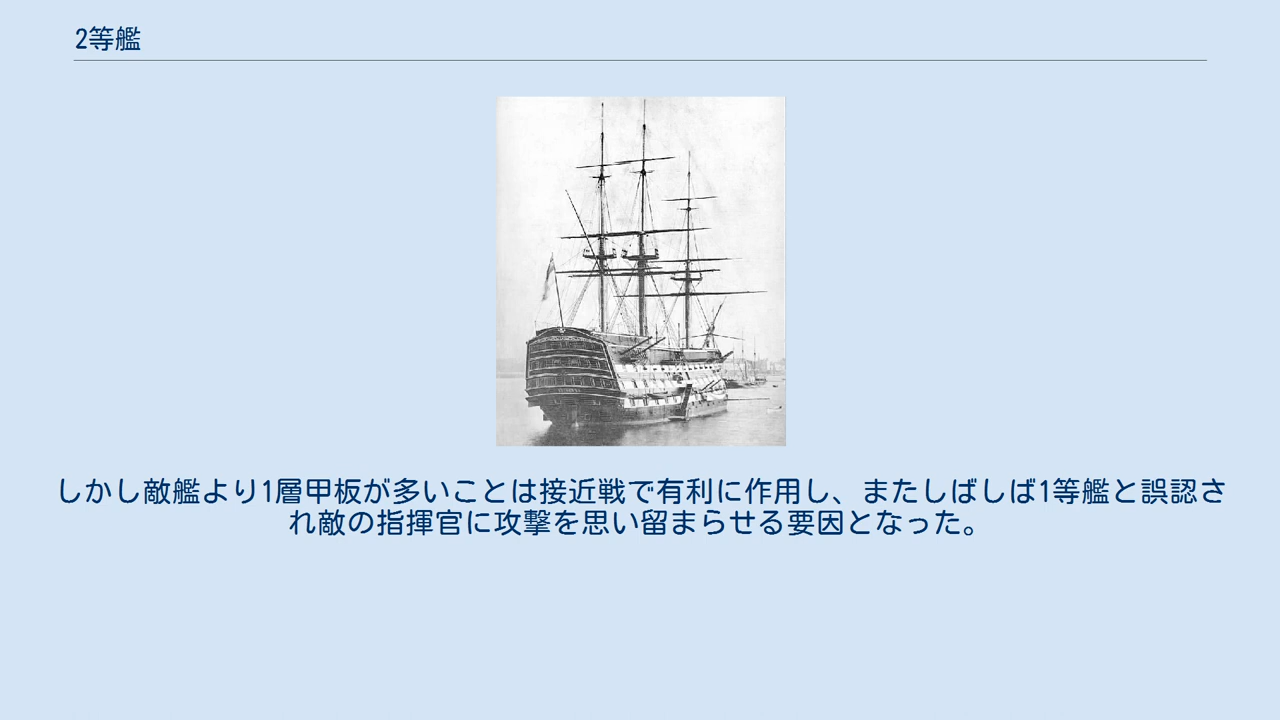 2等艦
しかし敵艦より1層甲板が多いことは接近戦で有利に作用し、またしばしば1等艦と誤認さ
れ敵の指揮官に攻撃を思い留まらせる要因となった。